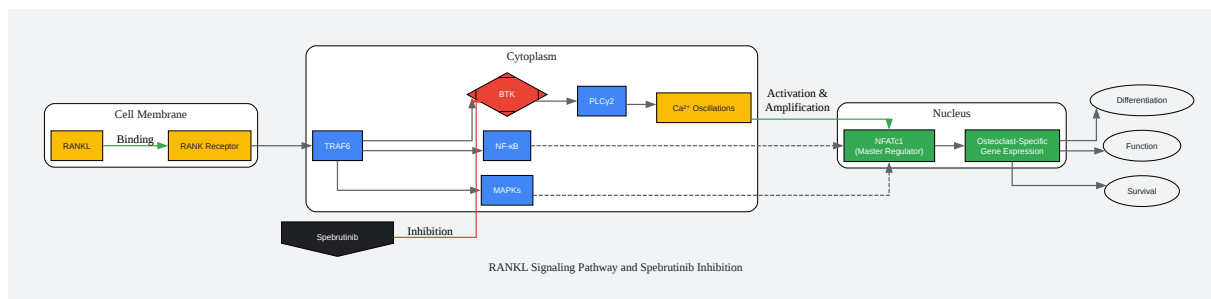 Cytoplasm
BTK
PLCγ2
Ca²⁺ Oscillations
Activation &
Amplification
Differentiation
Cell Membrane
Nucleus
RANKL
Binding
RANK Receptor
TRAF6
NF-κB
NFATc1
(Master Regulator)
Osteoclast-Specific
Gene Expression
Function
MAPKs
Survival
Spebrutinib
Inhibition
RANKL Signaling Pathway and Spebrutinib Inhibition